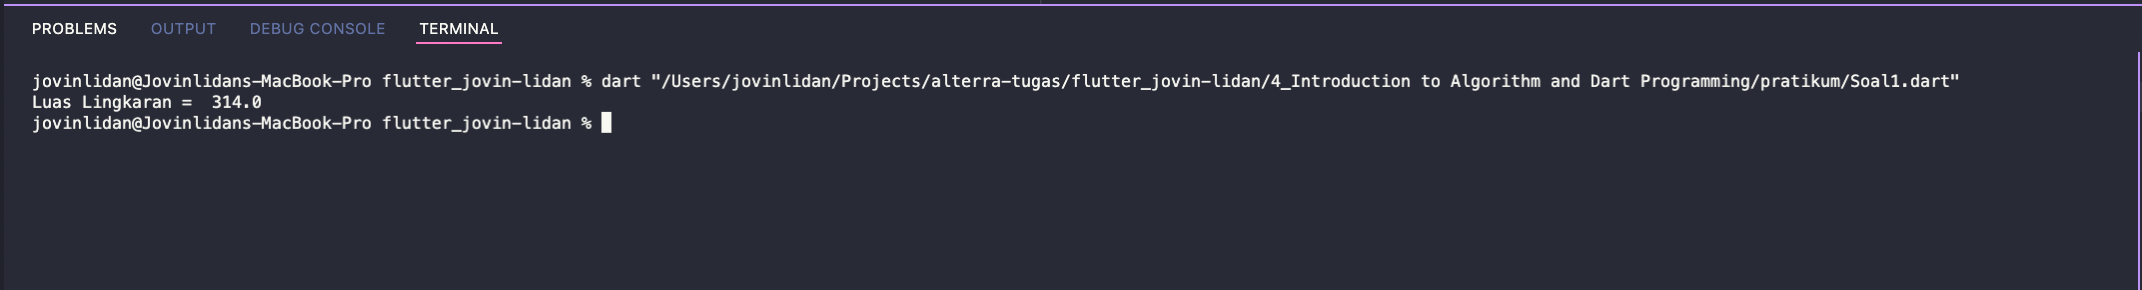 PROBLEMS OUTPUT DEBUG CONSOLE TERMINAL
jovinlidan@Jovinlidans-MacBook-Pro flutter_jovin-lidan % dart "/Users/jovinlidan/Projects/alterra-tugas/flutter_jovin-lidan/4_Introduction to Algorithm and Dart Programming/pratikum/Soal1.dart"
Luas Lingkaran =  314.0
jovinlidan@Jovinlidans-MacBook-Pro flutter_jovin-lidan %